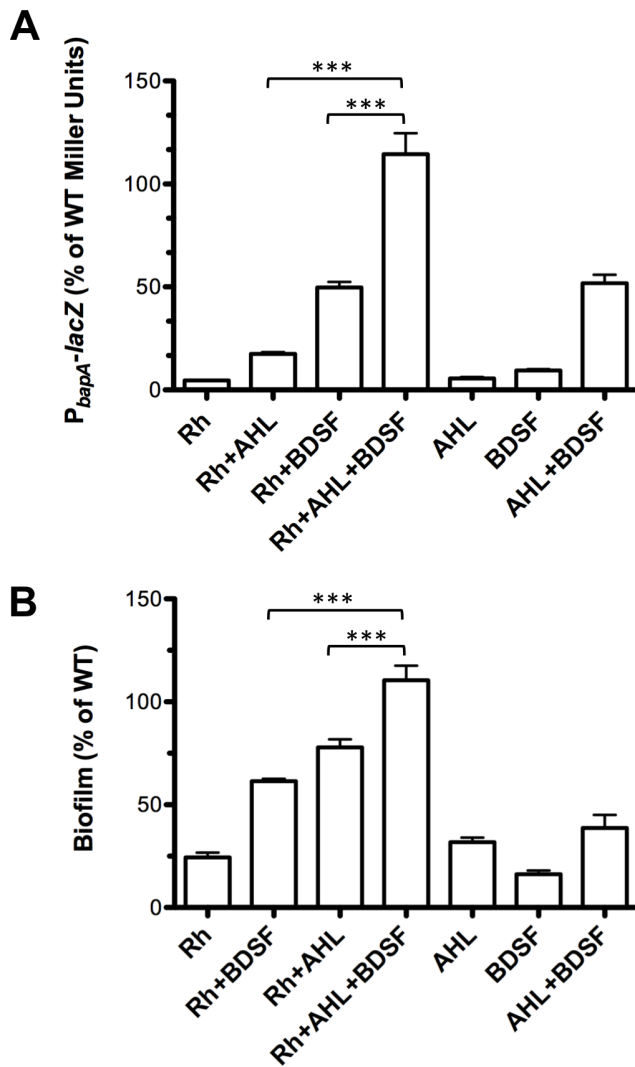 A
P_bapA-lacZ (% of WT Miller Units)
150
100
50
0
***
***
Rh
Rh+AHL
Rh+BDSF
Rh+AHL+BDSF
AHL
BDSF
AHL+BDSF
B
Biofilm (% of WT)
150
100
50
0
***
***
Rh
Rh+BDSF
Rh+AHL
Rh+AHL+BDSF
AHL
BDSF
AHL+BDSF